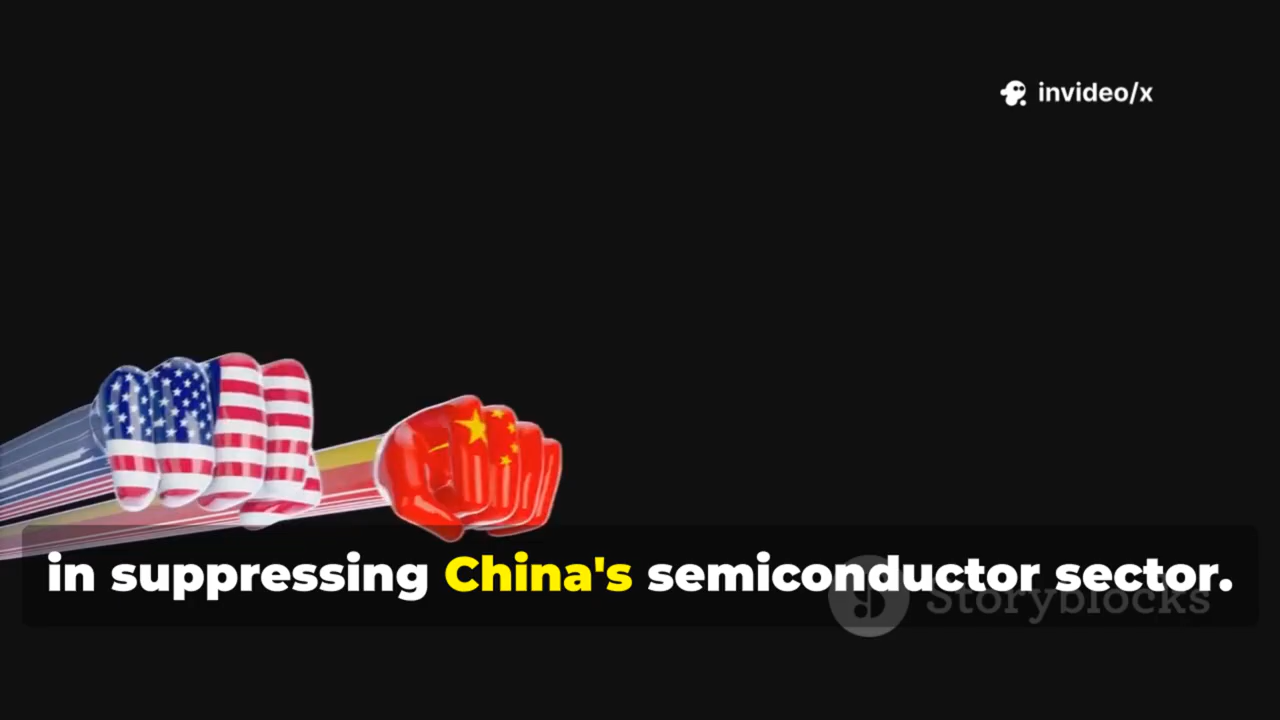 invideo/x
in suppressing China's semiconductor sector.
Storyblocks